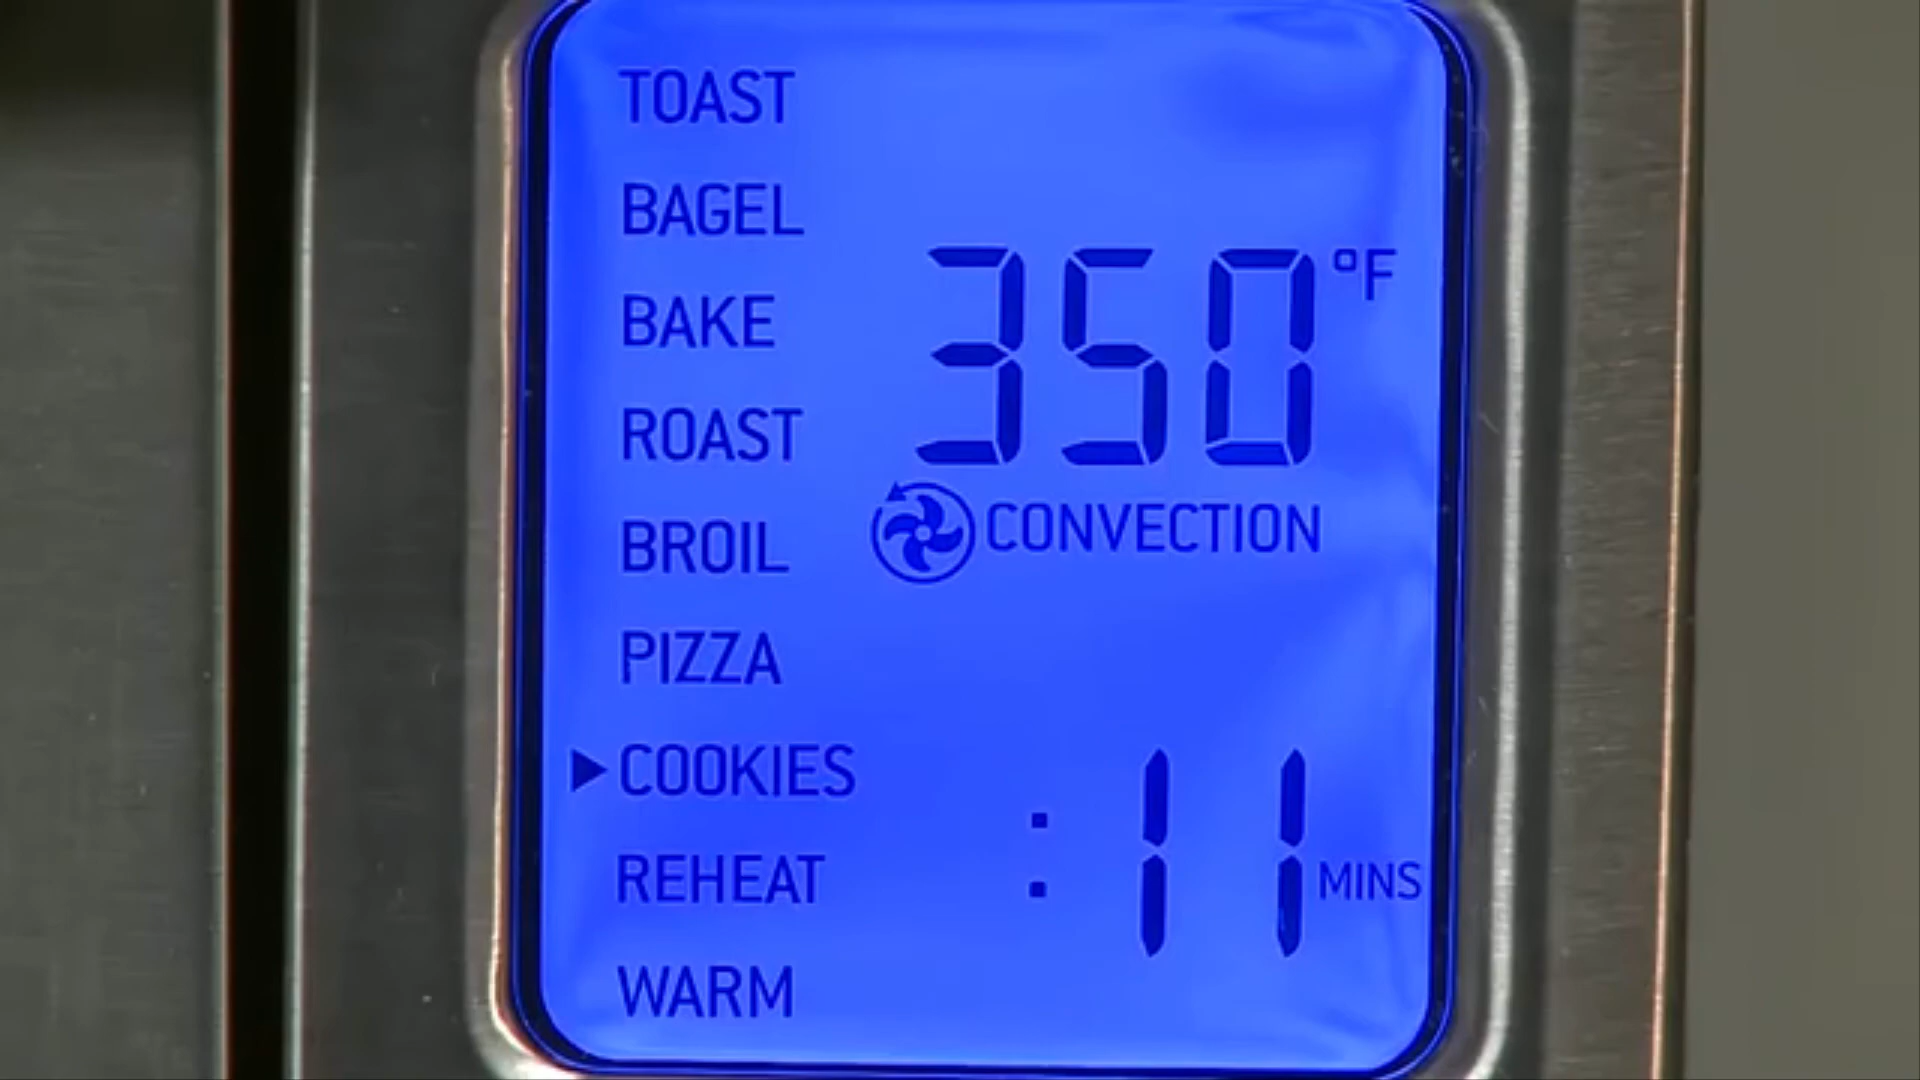 TOAST
BAGEL
BAKE
ROAST
BROIL
PIZZA
▶COOKIES
REHEAT
WARM
350°F
CONVECTION
:11 MINS